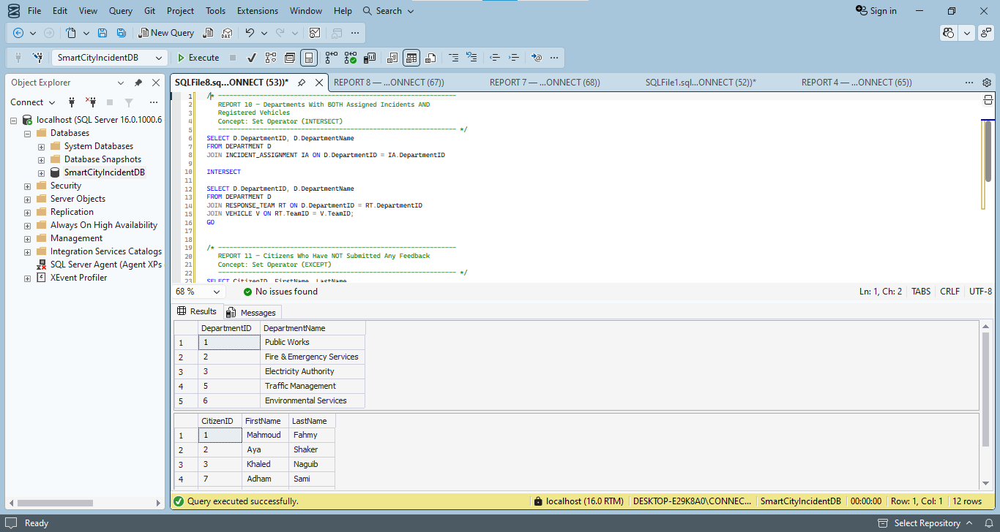 File Edit View Query Git Project Tools Extensions Window Help Search Sign in
New Query
DAX
SmartCityIncidentDB Execute
Object Explorer
Connect
localhost (SQL Server 16.0.1000.6
Databases
System Databases
Database Snapshots
SmartCityIncidentDB
Security
Server Objects
Replication
Always On High Availability
Management
Integration Services Catalogs
SQL Server Agent (Agent XPs
XEvent Profiler
SQLFile8.sq...ONNECT (53))* REPORT 8 — ...ONNECT (67)) REPORT 7 — ...ONNECT (68)) SQLFile1.sql...ONNECT (52))* REPORT 4 — ...ONNECT (65))
1 /* --------------------------------------------------------------
2 REPORT 10 — Departments With BOTH Assigned Incidents AND
3 Registered Vehicles
4 Concept: Set Operator (INTERSECT)
5 -------------------------------------------------------------- */
6 SELECT D.DepartmentID, D.DepartmentName
7 FROM DEPARTMENT D
8 JOIN INCIDENT_ASSIGNMENT IA ON D.DepartmentID = IA.DepartmentID
9
10 INTERSECT
11
12 SELECT D.DepartmentID, D.DepartmentName
13 FROM DEPARTMENT D
14 JOIN RESPONSE_TEAM RT ON D.DepartmentID = RT.DepartmentID
15 JOIN VEHICLE V ON RT.TeamID = V.TeamID;
16 GO
17
18
19 /* --------------------------------------------------------------
20 REPORT 11 — Citizens Who Have NOT Submitted Any Feedback
21 Concept: Set Operator (EXCEPT)
22 -------------------------------------------------------------- */
23 SELECT CitizenID, FirstName, LastName
68 % No issues found Ln: 1, Ch: 2 TABS CRLF UTF-8
Results Messages
DepartmentID DepartmentName
1 1 Public Works
2 2 Fire & Emergency Services
3 3 Electricity Authority
4 5 Traffic Management
5 6 Environmental Services
CitizenID FirstName LastName
1 1 Mahmoud Fahmy
2 2 Aya Shaker
3 3 Khaled Naguib
4 7 Adham Sami
Query executed successfully. localhost (16.0 RTM) DESKTOP-E29K8A0\CONNEC... SmartCityIncidentDB 00:00:00 Row: 1, Col: 1 12 rows
Ready Select Repository